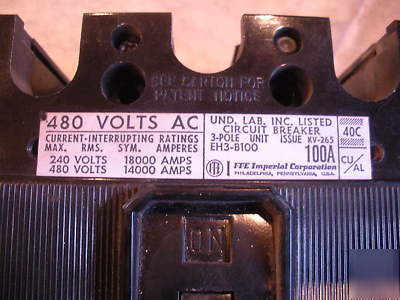 SEE CARTON FOR
PATENT NOTICE
480 VOLTS AC
CURRENT-INTERRUPTING RATINGS
MAX. RMS. SYM. AMPERES
240 VOLTS 18000 AMPS
480 VOLTS 14000 AMPS
UND. LAB. INC. LISTED
CIRCUIT BREAKER
3-POLE UNIT ISSUE KV-265
EH3-B100 100A
ITE
ITE Imperial Corporation
PHILADELPHIA, PENNSYLVANIA, U.S.A.
40C
CU/
AL
ON